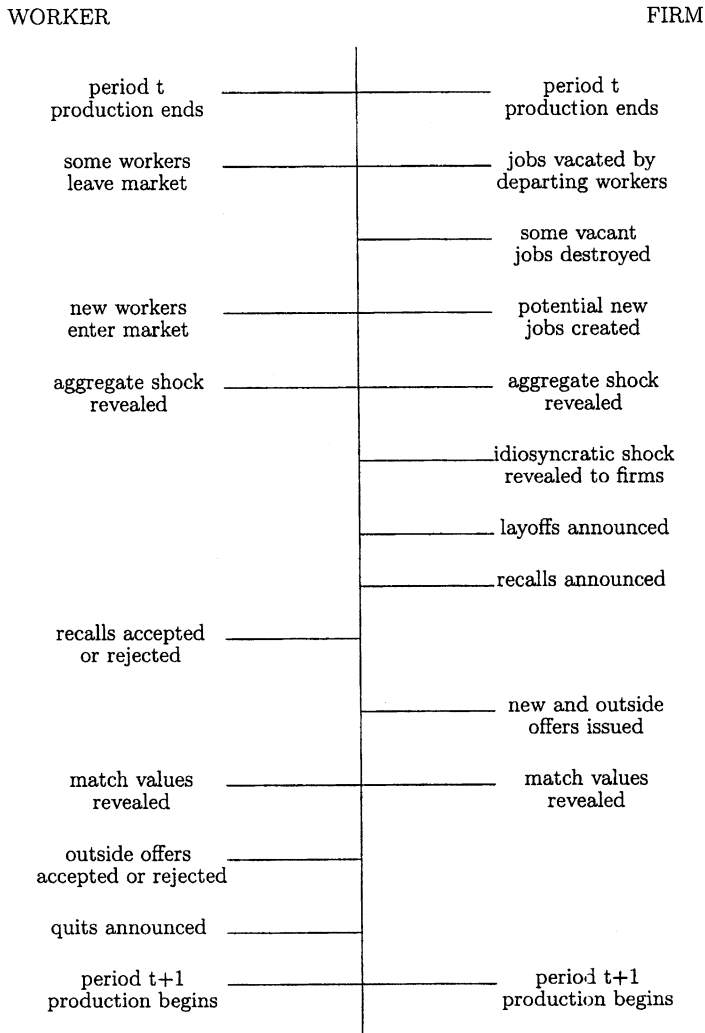 WORKER
FIRM
period t
production ends
period t
production ends
some workers
leave market
jobs vacated by
departing workers
some vacant
jobs destroyed
new workers
enter market
potential new
jobs created
aggregate shock
revealed
aggregate shock
revealed
idiosyncratic shock
revealed to firms
layoffs announced
recalls announced
recalls accepted
or rejected
new and outside
offers issued
match values
revealed
match values
revealed
outside offers
accepted or rejected
quits announced
period t+1
production begins
period t+1
production begins